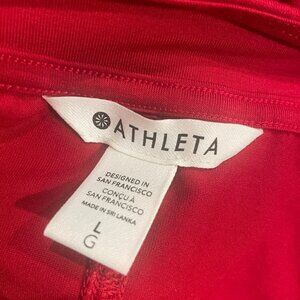 ATHLETA
DESIGNED IN
SAN FRANCISCO
CONÇU À
SAN FRANCISCO
MADE IN SRI LANKA
L
G